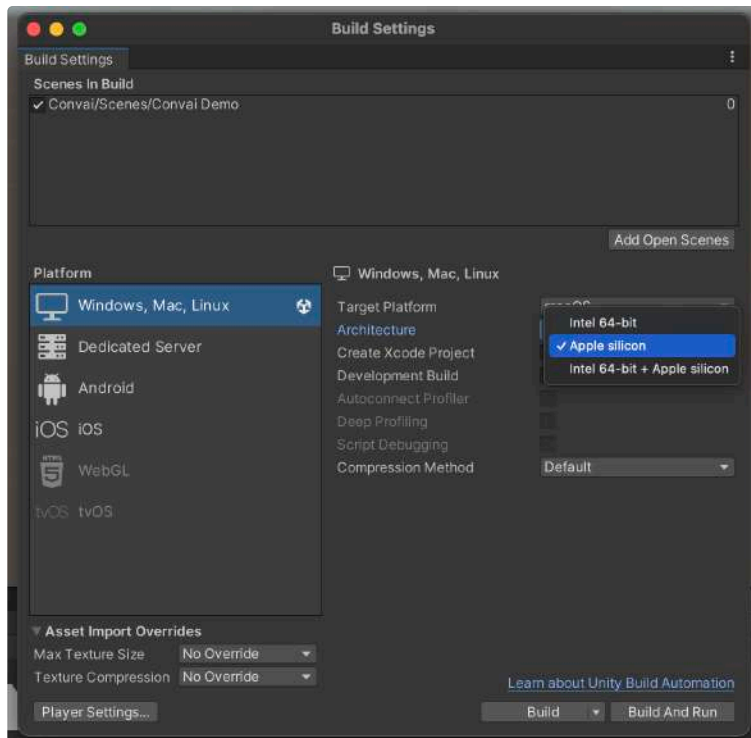 Build Settings
Build Settings
Scenes In Build
Convai/Scenes/Convai Demo 0
Add Open Scenes
Platform
Windows, Mac, Linux
Dedicated Server
Android
iOS iOS
HTML 5 WebGL
tvOS tvOS
Windows, Mac, Linux
Target Platform macOS
Architecture
Intel 64-bit
Apple silicon
Intel 64-bit + Apple silicon
Create Xcode Project
Development Build
Autoconnect Profiler
Deep Profiling
Script Debugging
Compression Method Default
Asset Import Overrides
Max Texture Size No Override
Texture Compression No Override
Learn about Unity Build Automation
Player Settings...
Build
Build And Run